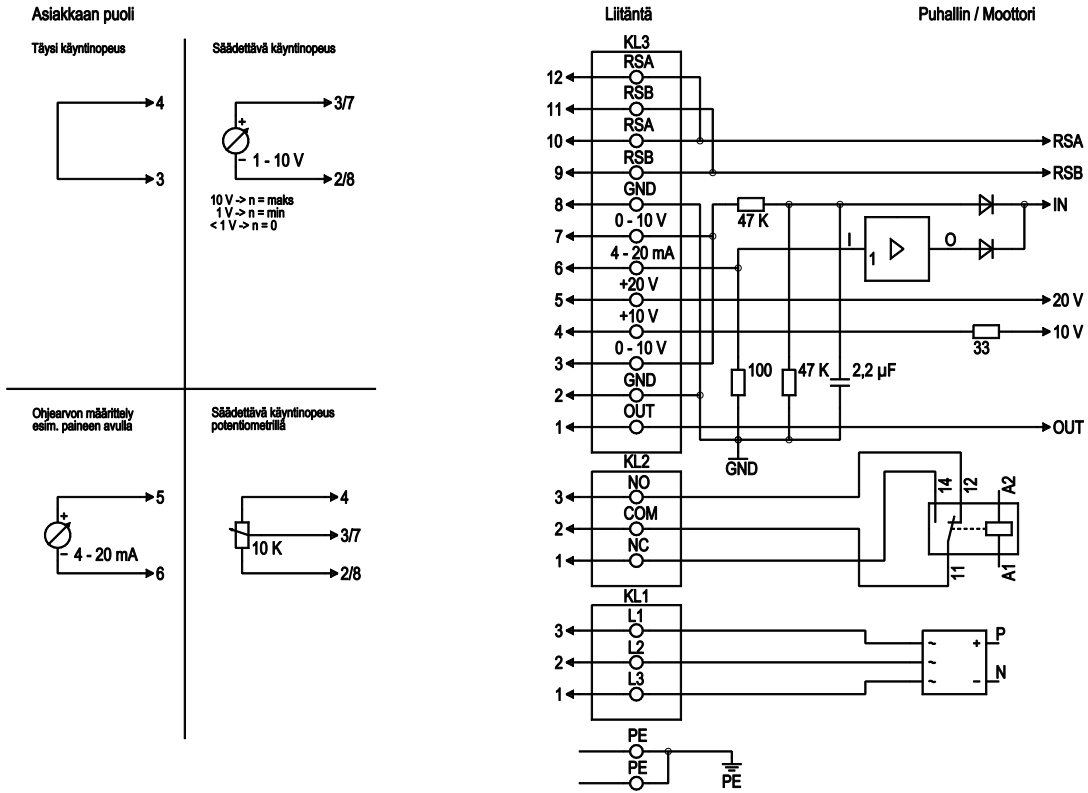 Asiakkaan puoli
Täysi käyntinopeus
4
3
Säädettävä käyntinopeus
3/7
+
1 - 10 V
−
2/8
10 V -> n = maks
1 V -> n = min
< 1 V -> n = 0
Ohjearvon määrittely
esim. paineen avulla
5
+
4 - 20 mA
−
6
Säädettävä käyntinopeus
potentiometrillä
4
3/7
10 K
2/8
Liitäntä
Puhallin / Moottori
KL3
RSA
12
RSB
11
RSA
10
RSA
RSB
9
RSB
GND
8
IN
0 - 10 V
47 K
7
I
O
4 - 20 mA
1
6
+20 V
5
20 V
+10 V
4
10 V
33
0 - 10 V
3
100
47 K
2,2 µF
GND
2
OUT
1
OUT
GND
KL2
NO
3
14
12
A2
COM
2
NC
1
11
A1
KL1
L1
3
P
~
+
L2
2
~
N
L3
~
−
1
PE
PE
PE